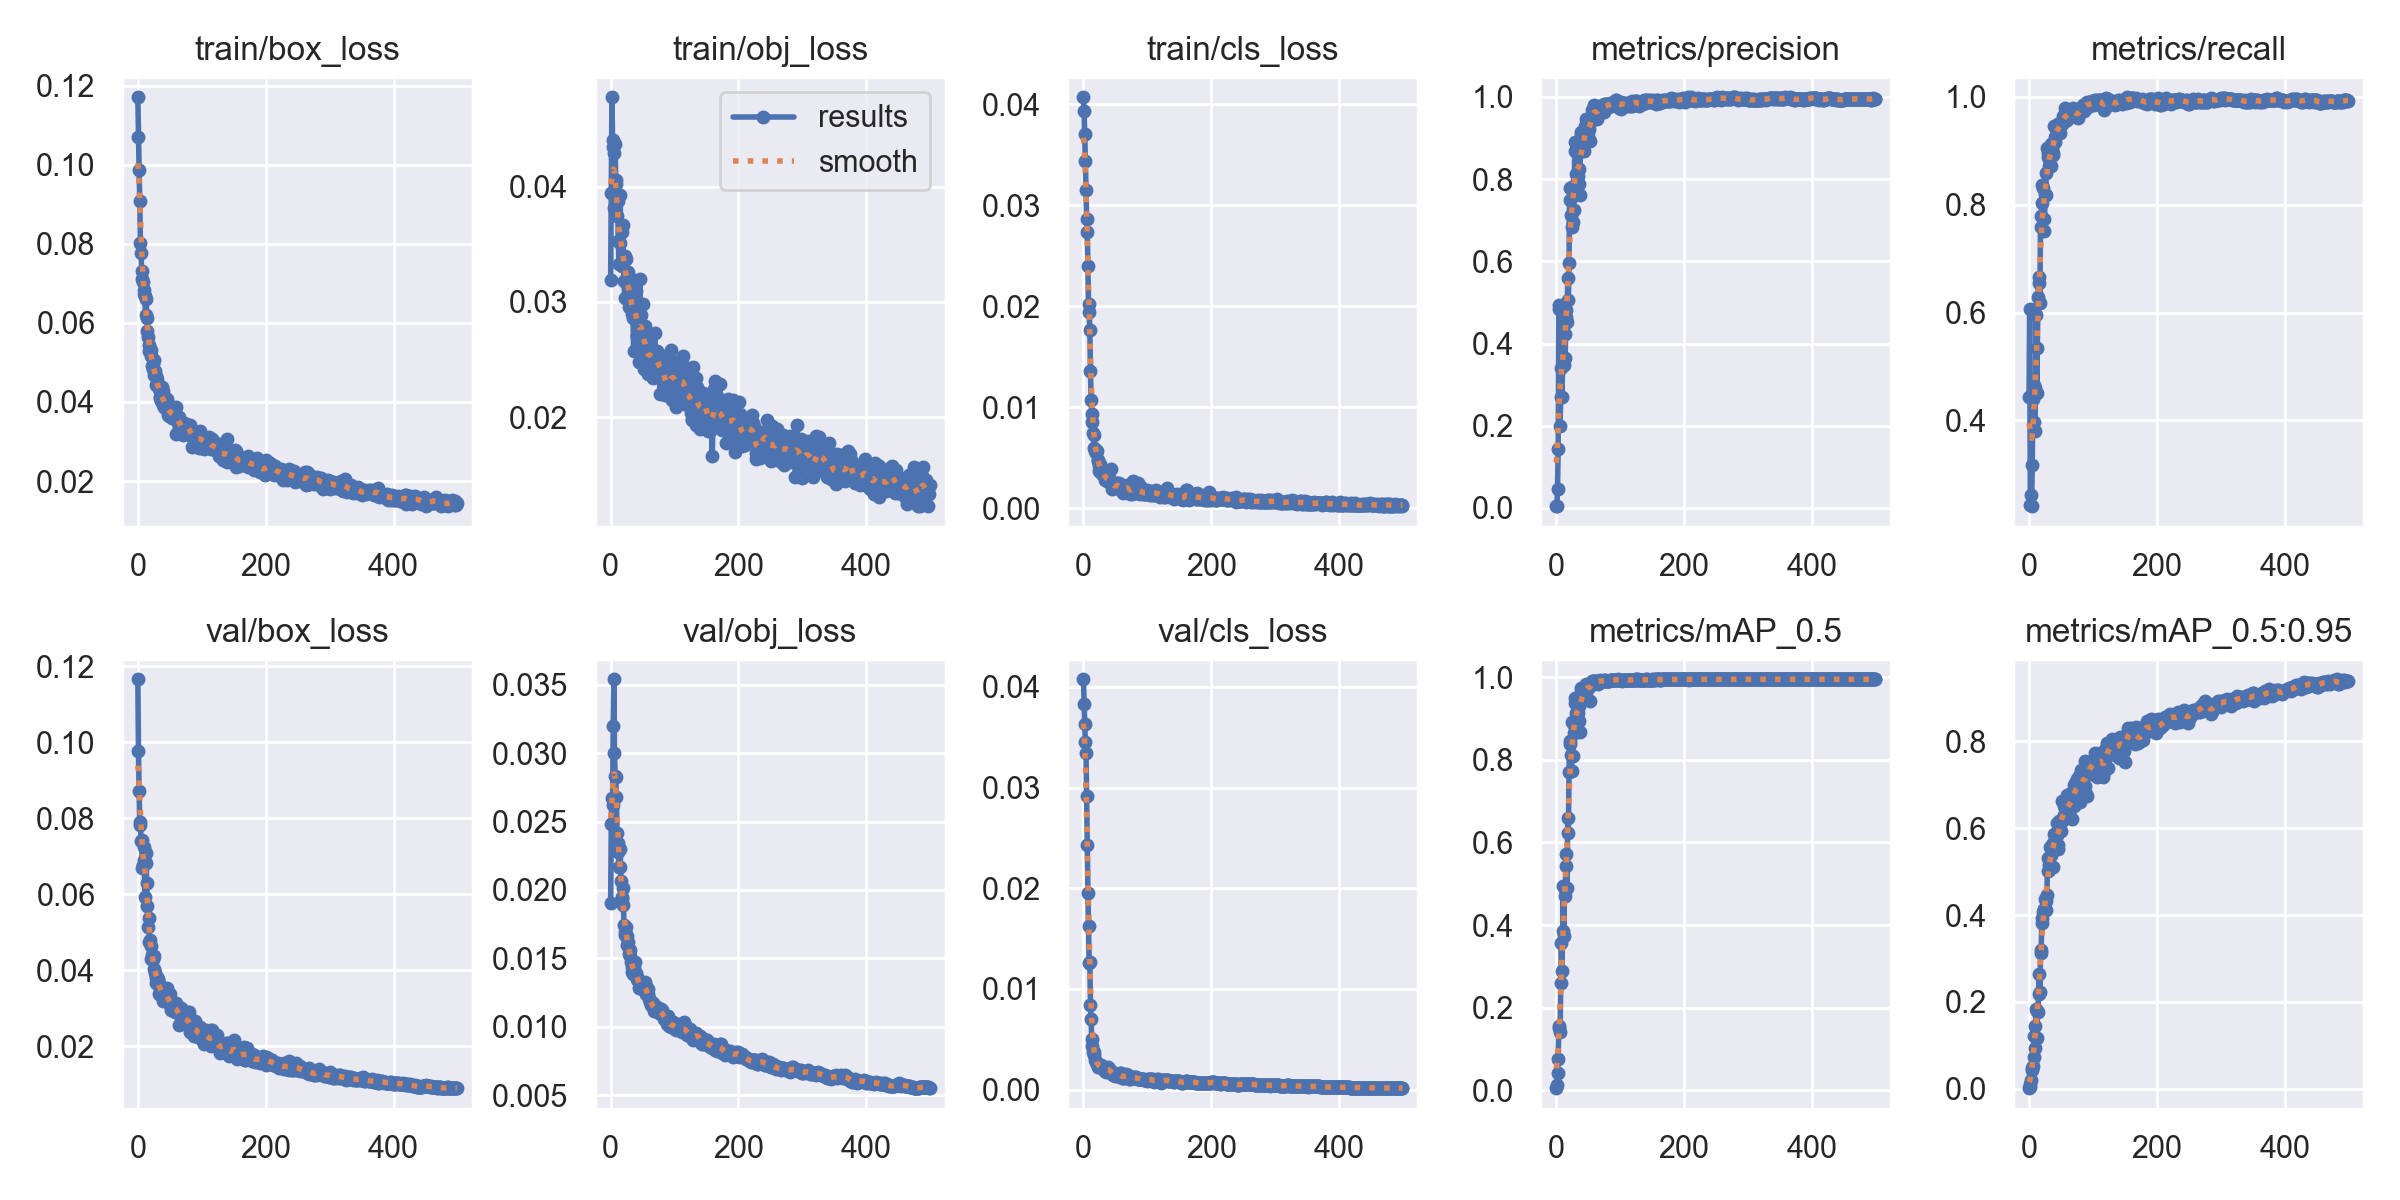 train/box_loss
0.12
0.10
0.08
0.06
0.04
0.02
0 200 400
train/obj_loss
results
smooth
0.04
0.03
0.02
0 200 400
train/cls_loss
0.04
0.03
0.02
0.01
0.00
0 200 400
metrics/precision
1.0
0.8
0.6
0.4
0.2
0.0
0 200 400
metrics/recall
1.0
0.8
0.6
0.4
0 200 400
val/box_loss
0.12
0.10
0.08
0.06
0.04
0.02
0 200 400
val/obj_loss
0.035
0.030
0.025
0.020
0.015
0.010
0.005
0 200 400
val/cls_loss
0.04
0.03
0.02
0.01
0.00
0 200 400
metrics/mAP_0.5
1.0
0.8
0.6
0.4
0.2
0.0
0 200 400
metrics/mAP_0.5:0.95
0.8
0.6
0.4
0.2
0.0
0 200 400